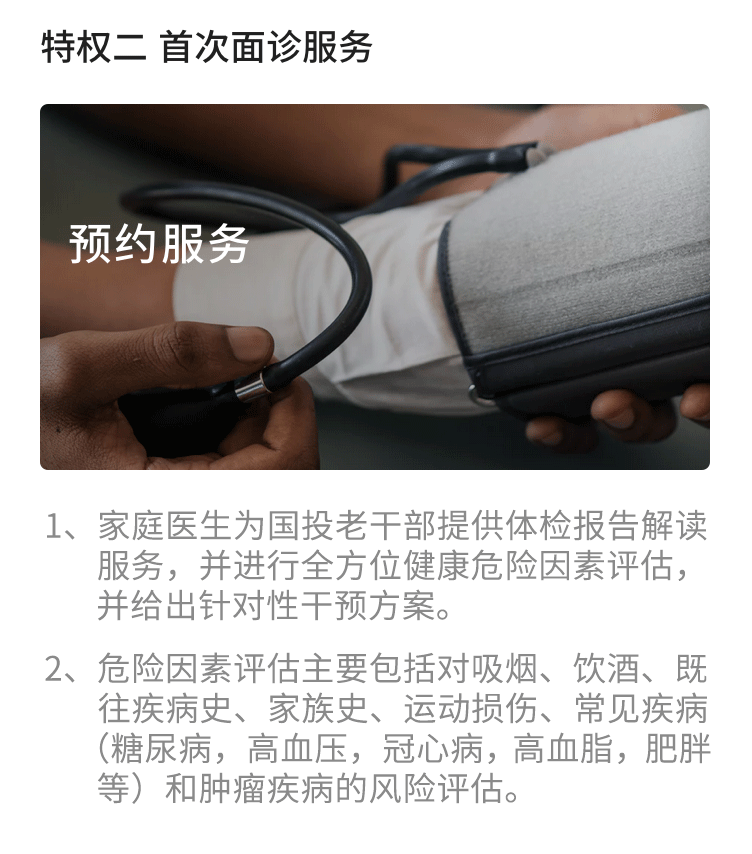 特权二 首次面诊服务
预约服务
1、家庭医生为国投老干部提供体检报告解读
服务，并进行全方位健康危险因素评估，
并给出针对性干预方案。
2、危险因素评估主要包括对吸烟、饮酒、既
往疾病史、家族史、运动损伤、常见疾病
（糖尿病，高血压，冠心病，高血脂，肥胖
等）和肿瘤疾病的风险评估。